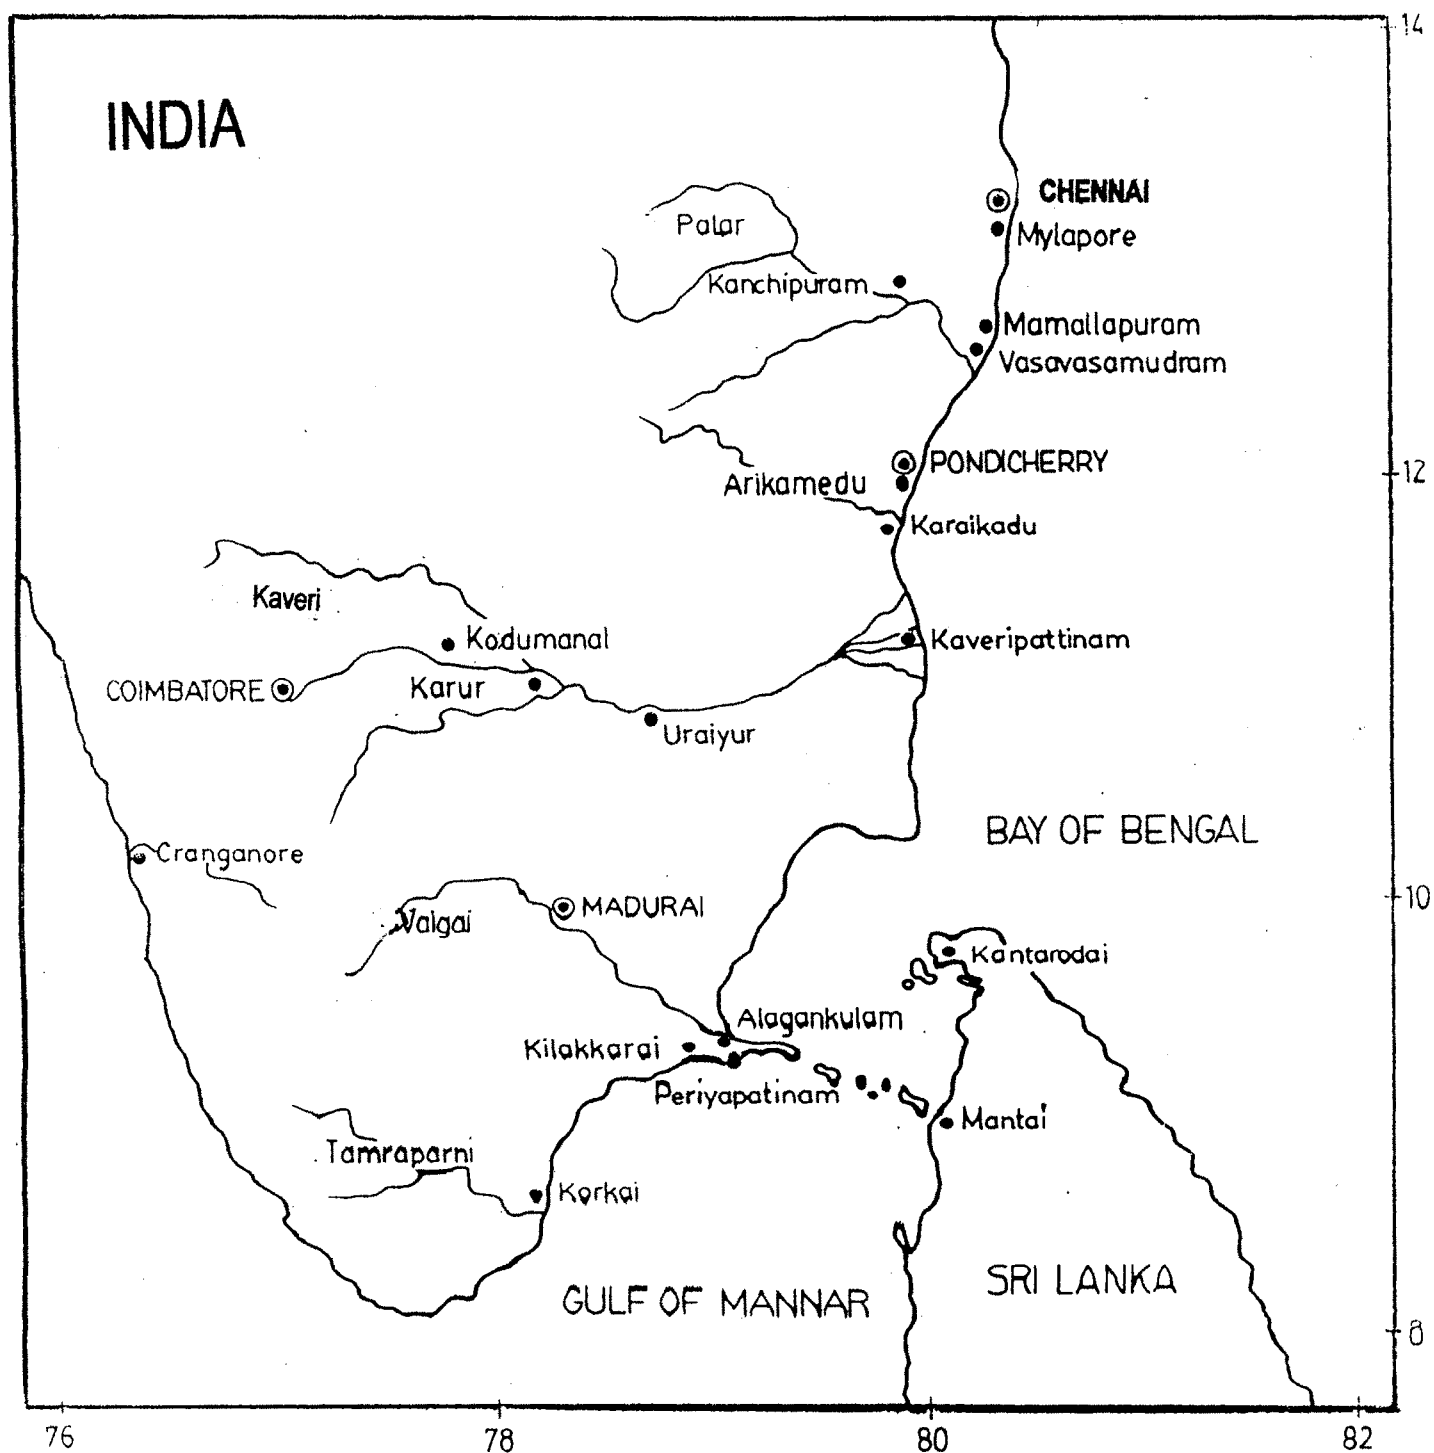 14
INDIA
CHENNAI
Palar
Mylapore
Kanchipuram
Mamallapuram
Vasavasamudram
PONDICHERRY
12
Arikamedu
Karaikadu
Kaveri
Kodumanal
Kaveripattinam
COIMBATORE
Karur
Uraiyur
BAY OF BENGAL
Cranganore
10
MADURAI
Vaigai
Kantarodai
Alagankulam
Kilakkarai
Periyapatinam
Mantai
Tamraparni
Korkai
SRI LANKA
GULF OF MANNAR
8
76
78
80
82